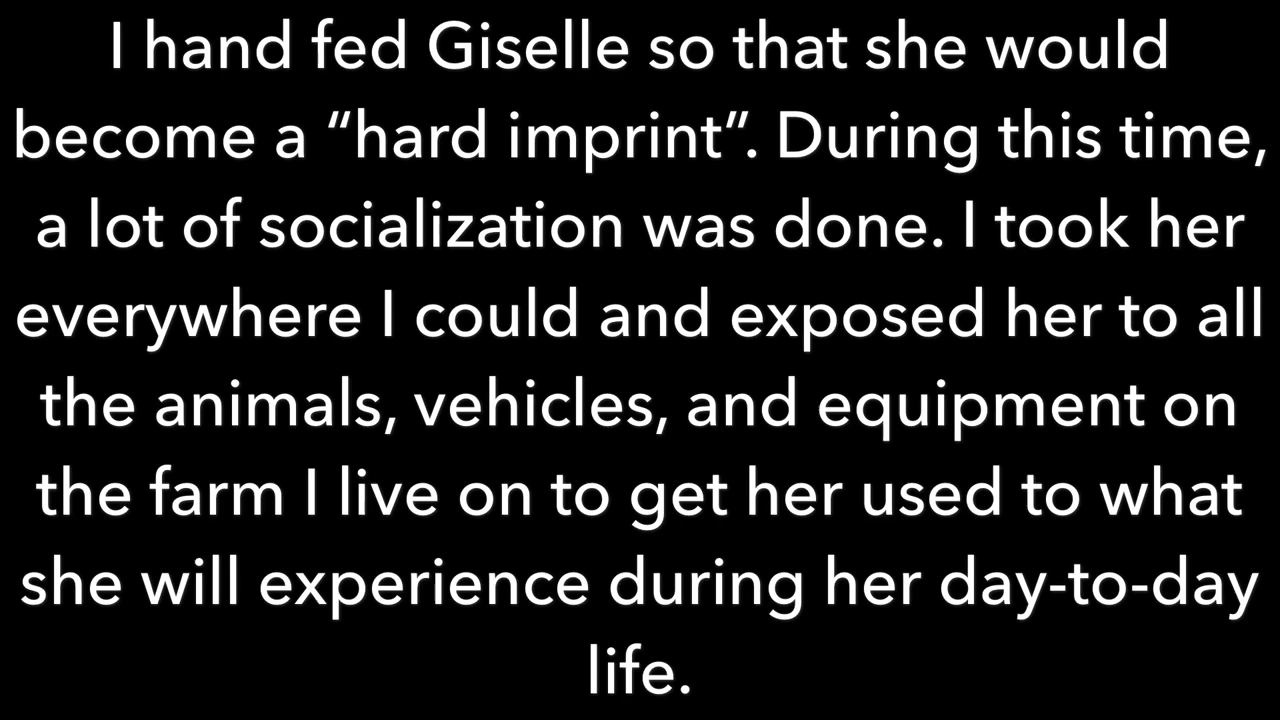 I hand fed Giselle so that she would
become a “hard imprint”. During this time,
a lot of socialization was done. I took her
everywhere I could and exposed her to all
the animals, vehicles, and equipment on
the farm I live on to get her used to what
she will experience during her day-to-day
life.